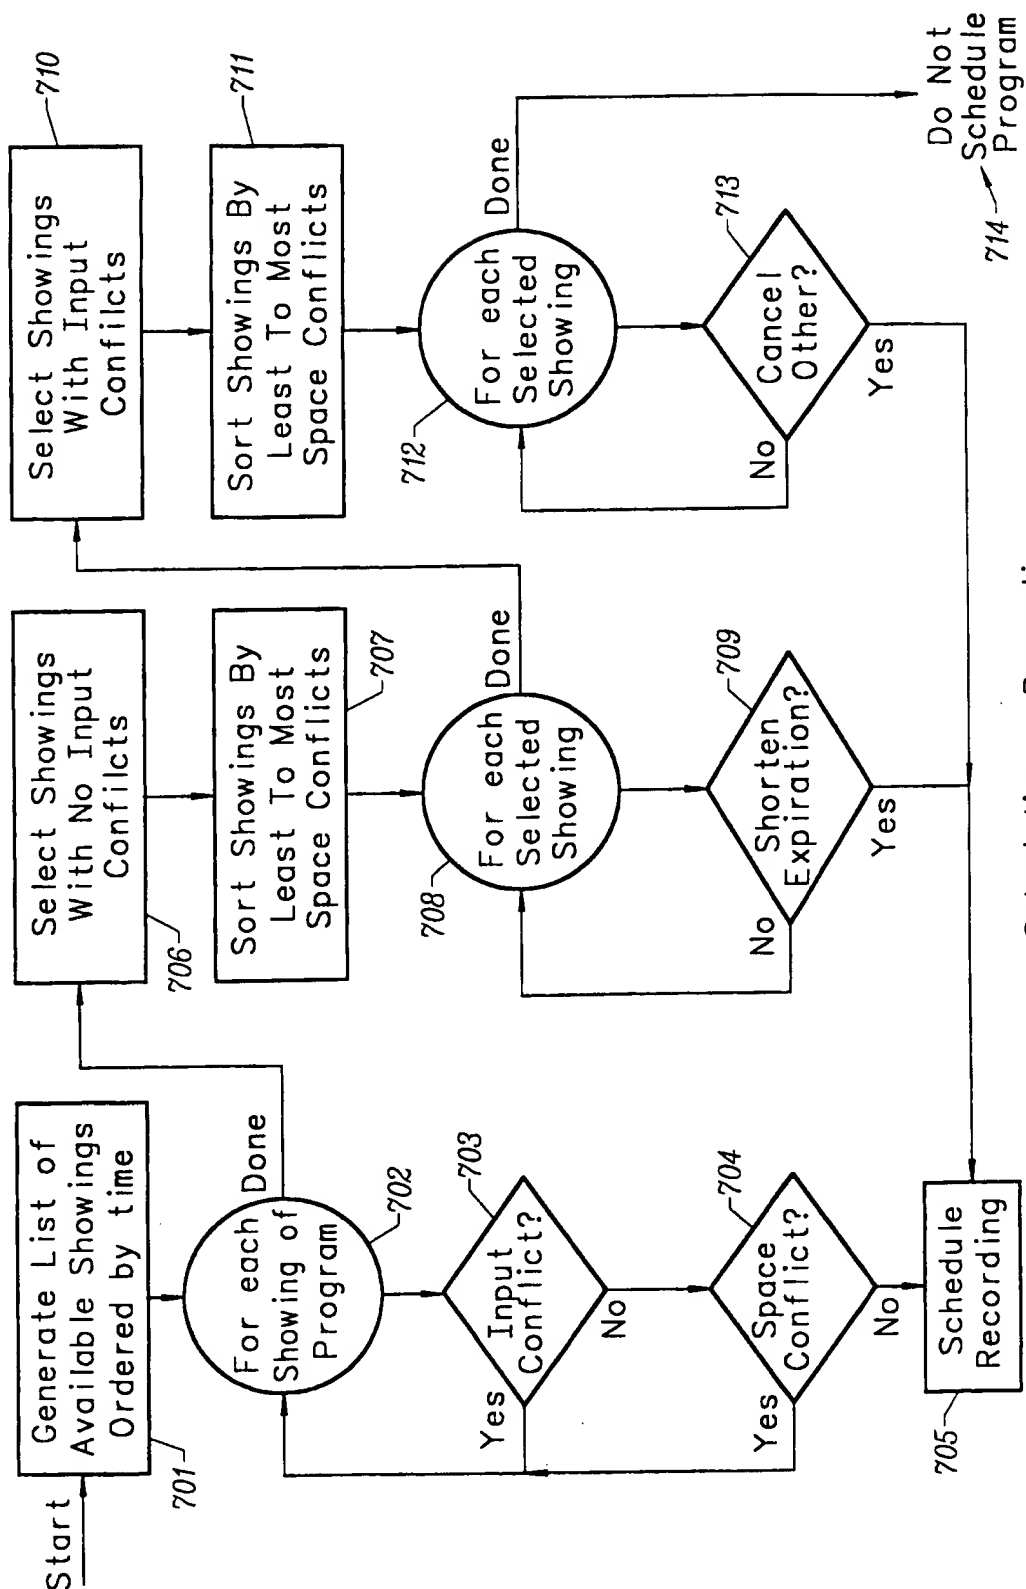 Start
Generate List of
Available Showings
Ordered by time
701
For each
Showing of
Program
Done
702
Input
Conflict?
703
Yes
No
Space
Conflict?
704
Yes
No
Schedule
Recording
705
Select Showings
With No Input
Confilcts
706
Sort Showings By
Least To Most
Space Conflicts
707
For each
Selected
Showing
Done
708
Shorten
Expiration?
709
No
Yes
Select Showings
With Input
Confilcts
710
Sort Showings By
Least To Most
Space Conflicts
711
For each
Selected
Showing
Done
712
Cancel
Other?
713
No
Yes
Do Not
Schedule
Program
714